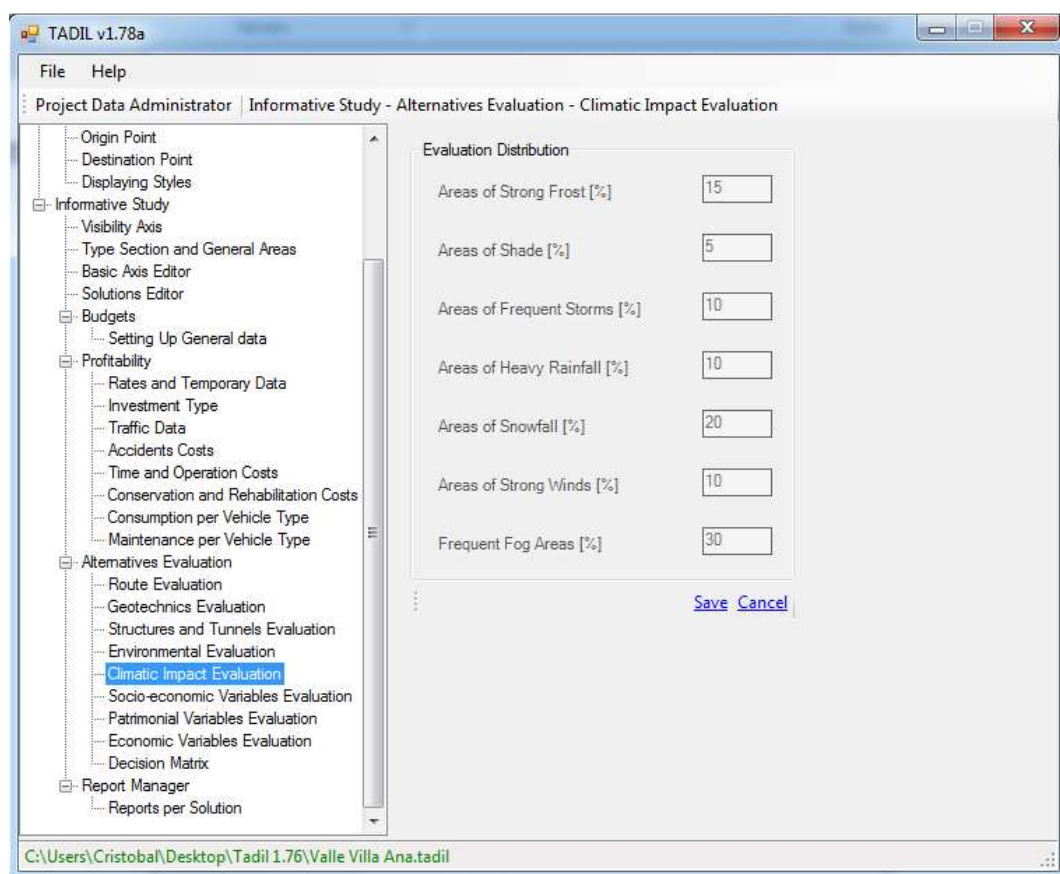 TADIL v1.78a
File Help
Project Data Administrator Informative Study - Alternatives Evaluation - Climatic Impact Evaluation
Origin Point
Destination Point
Displaying Styles
Informative Study
Visibility Axis
Type Section and General Areas
Basic Axis Editor
Solutions Editor
Budgets
Setting Up General data
Profitability
Rates and Temporary Data
Investment Type
Traffic Data
Accidents Costs
Time and Operation Costs
Conservation and Rehabilitation Costs
Consumption per Vehicle Type
Maintenance per Vehicle Type
Alternatives Evaluation
Route Evaluation
Geotechnics Evaluation
Structures and Tunnels Evaluation
Environmental Evaluation
Climatic Impact Evaluation
Socio-economic Variables Evaluation
Patrimonial Variables Evaluation
Economic Variables Evaluation
Decision Matrix
Report Manager
Reports per Solution
Evaluation Distribution
Areas of Strong Frost [%] 15
Areas of Shade [%] 5
Areas of Frequent Storms [%] 10
Areas of Heavy Rainfall [%] 10
Areas of Snowfall [%] 20
Areas of Strong Winds [%] 10
Frequent Fog Areas [%] 30
Save Cancel
C:\Users\Cristobal\Desktop\Tadil 1.76\Valle Villa Ana.tadil